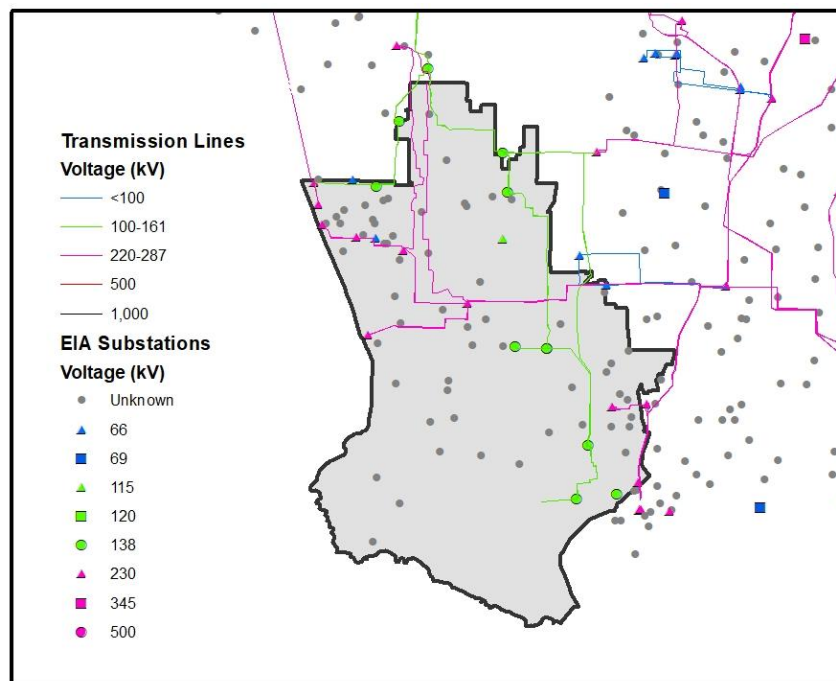 Transmission Lines
Voltage (kV)
<100
100-161
220-287
500
1,000
EIA Substations
Voltage (kV)
Unknown
66
69
115
120
138
230
345
500